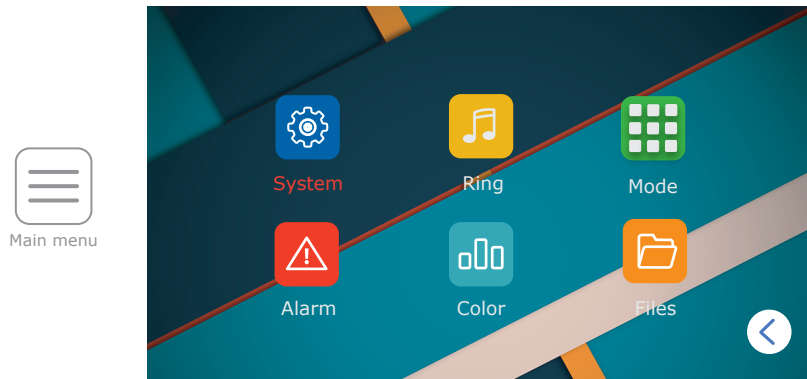 System
Ring
Mode
Main menu
Alarm
Color
Files